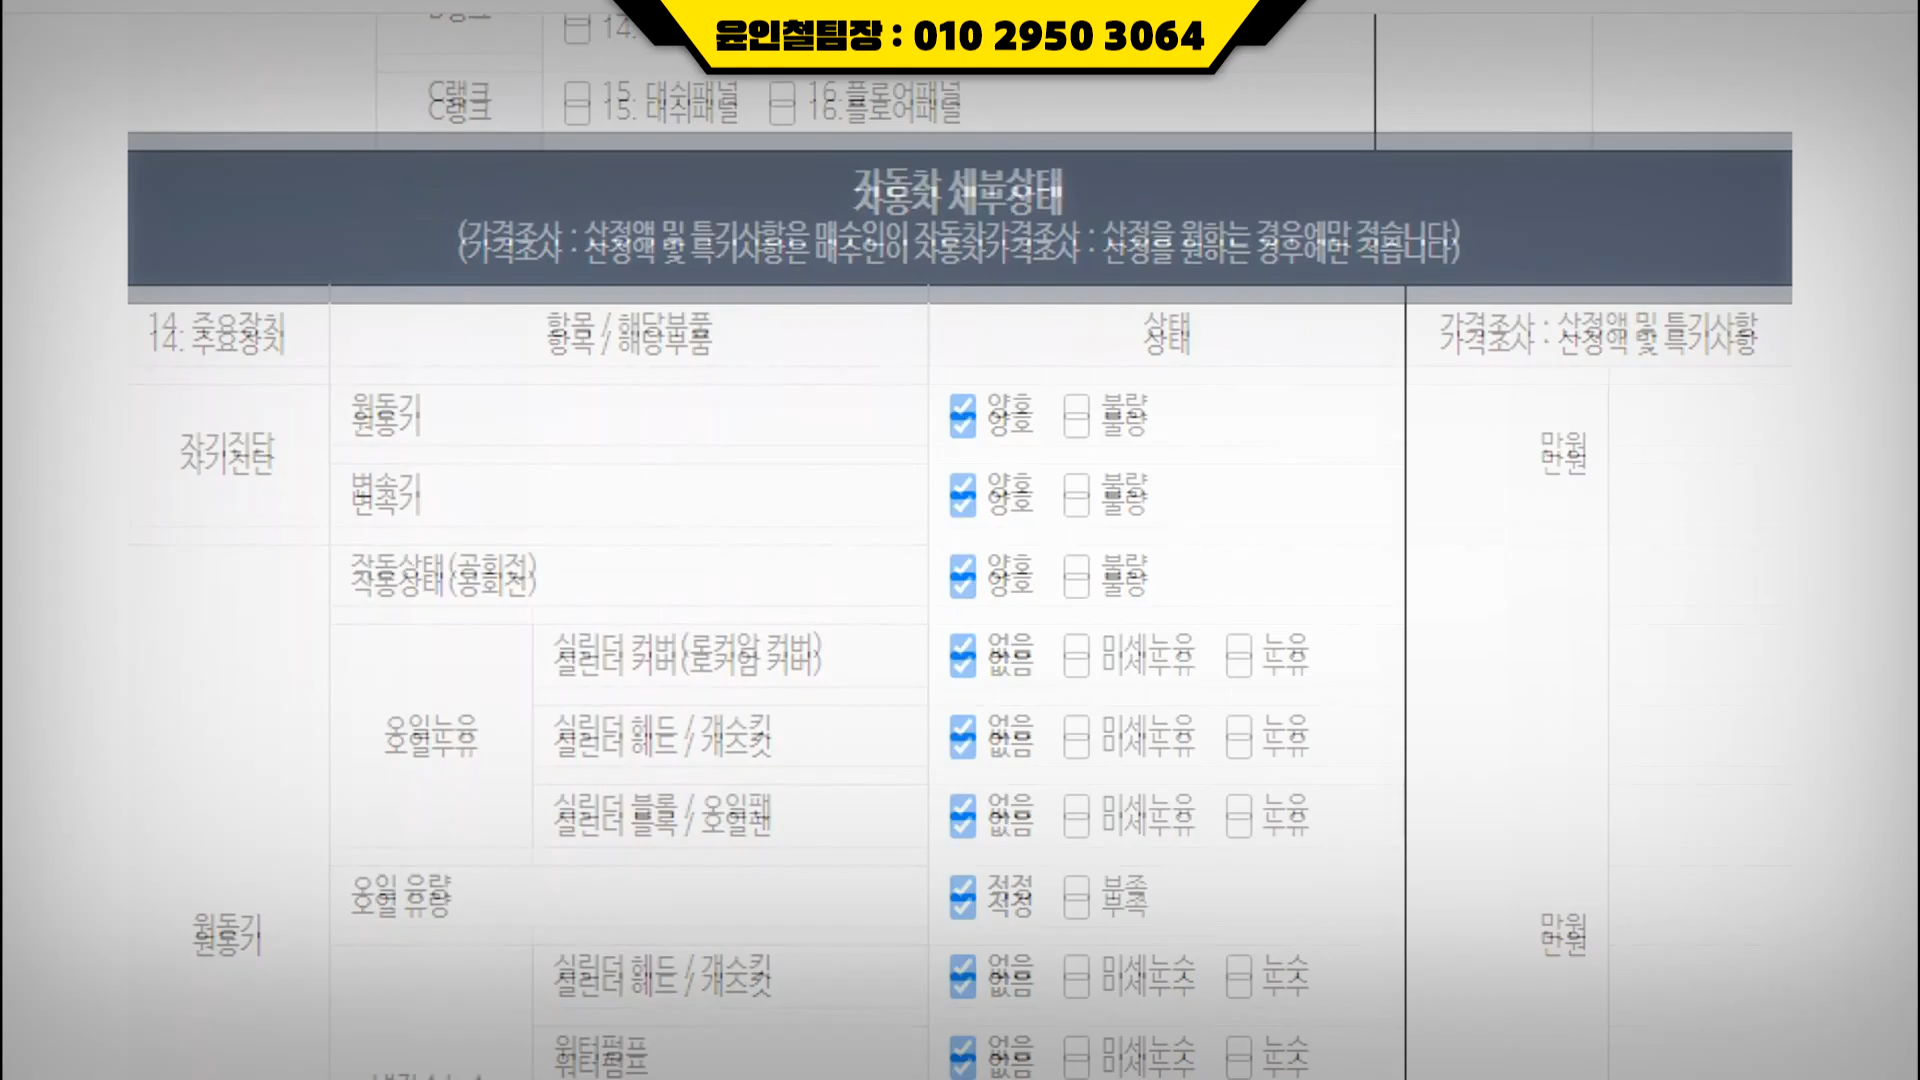 윤인철팀장 : 010 2950 3064
14.
C랭크 15. 대쉬패널 16.플로어패널
자동차 세부상태
(가격조사 : 산정액 및 특기사항은 매수인이 자동차가격조사 : 산정을 원하는 경우에만 적습니다)
14. 주요장치 항목 / 해당부품 상태 가격조사 : 산정액 및 특기사항
원동기 양호 불량
자기진단 만원
변속기 양호 불량
작동상태 (공회전) 양호 불량
실린더 커버(로커암 커버) 없음 미세누유 누유
오일누유 실린더 헤드 / 개스킷 없음 미세누유 누유
실린더 블록 / 오일팬 없음 미세누유 누유
오일 유량 적정 부족
원동기 만원
실린더 헤드 / 개스킷 없음 미세누수 누수
워터펌프 없음 미세누수 누수